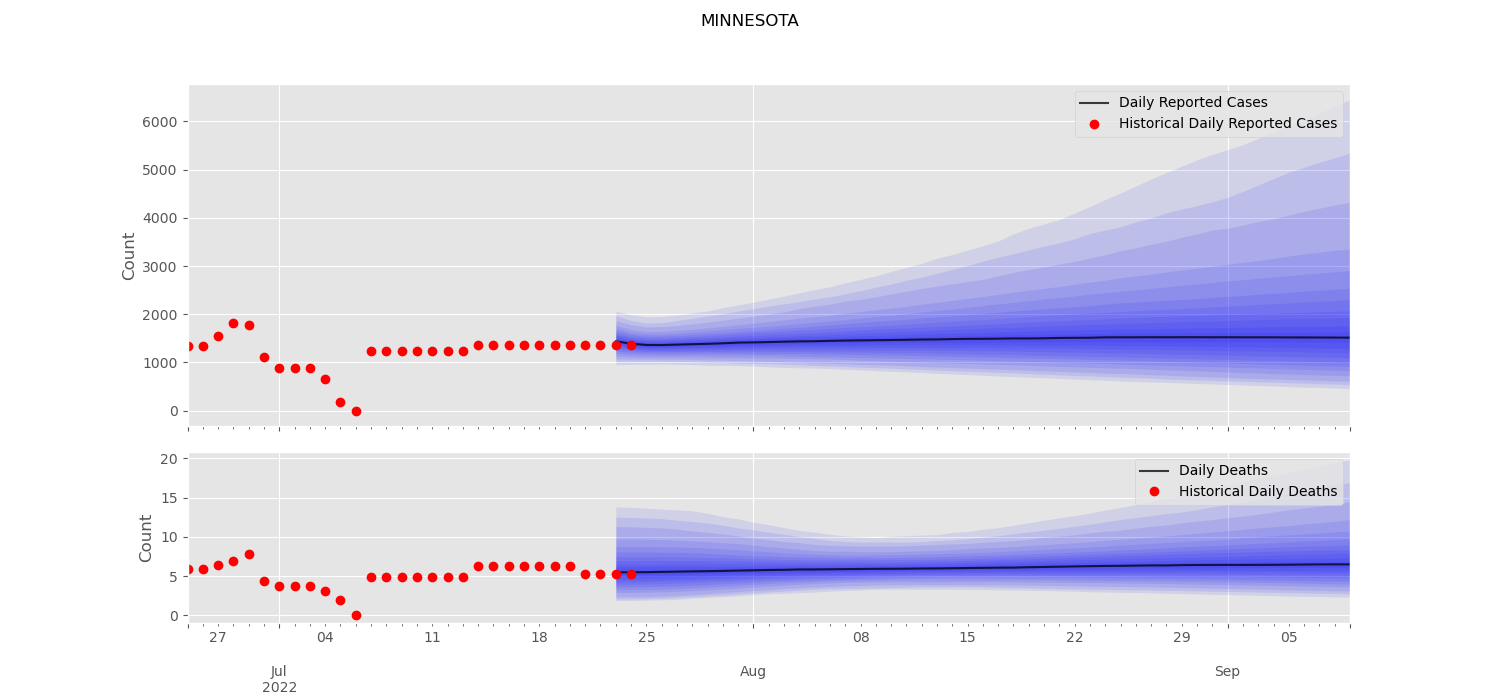 MINNESOTA
Daily Reported Cases
Historical Daily Reported Cases
Count
6000
5000
4000
3000
2000
1000
0
Daily Deaths
Historical Daily Deaths
Count
20
15
10
5
0
27 04 11 18 25 08 15 22 29 05
Jul Aug Sep
2022